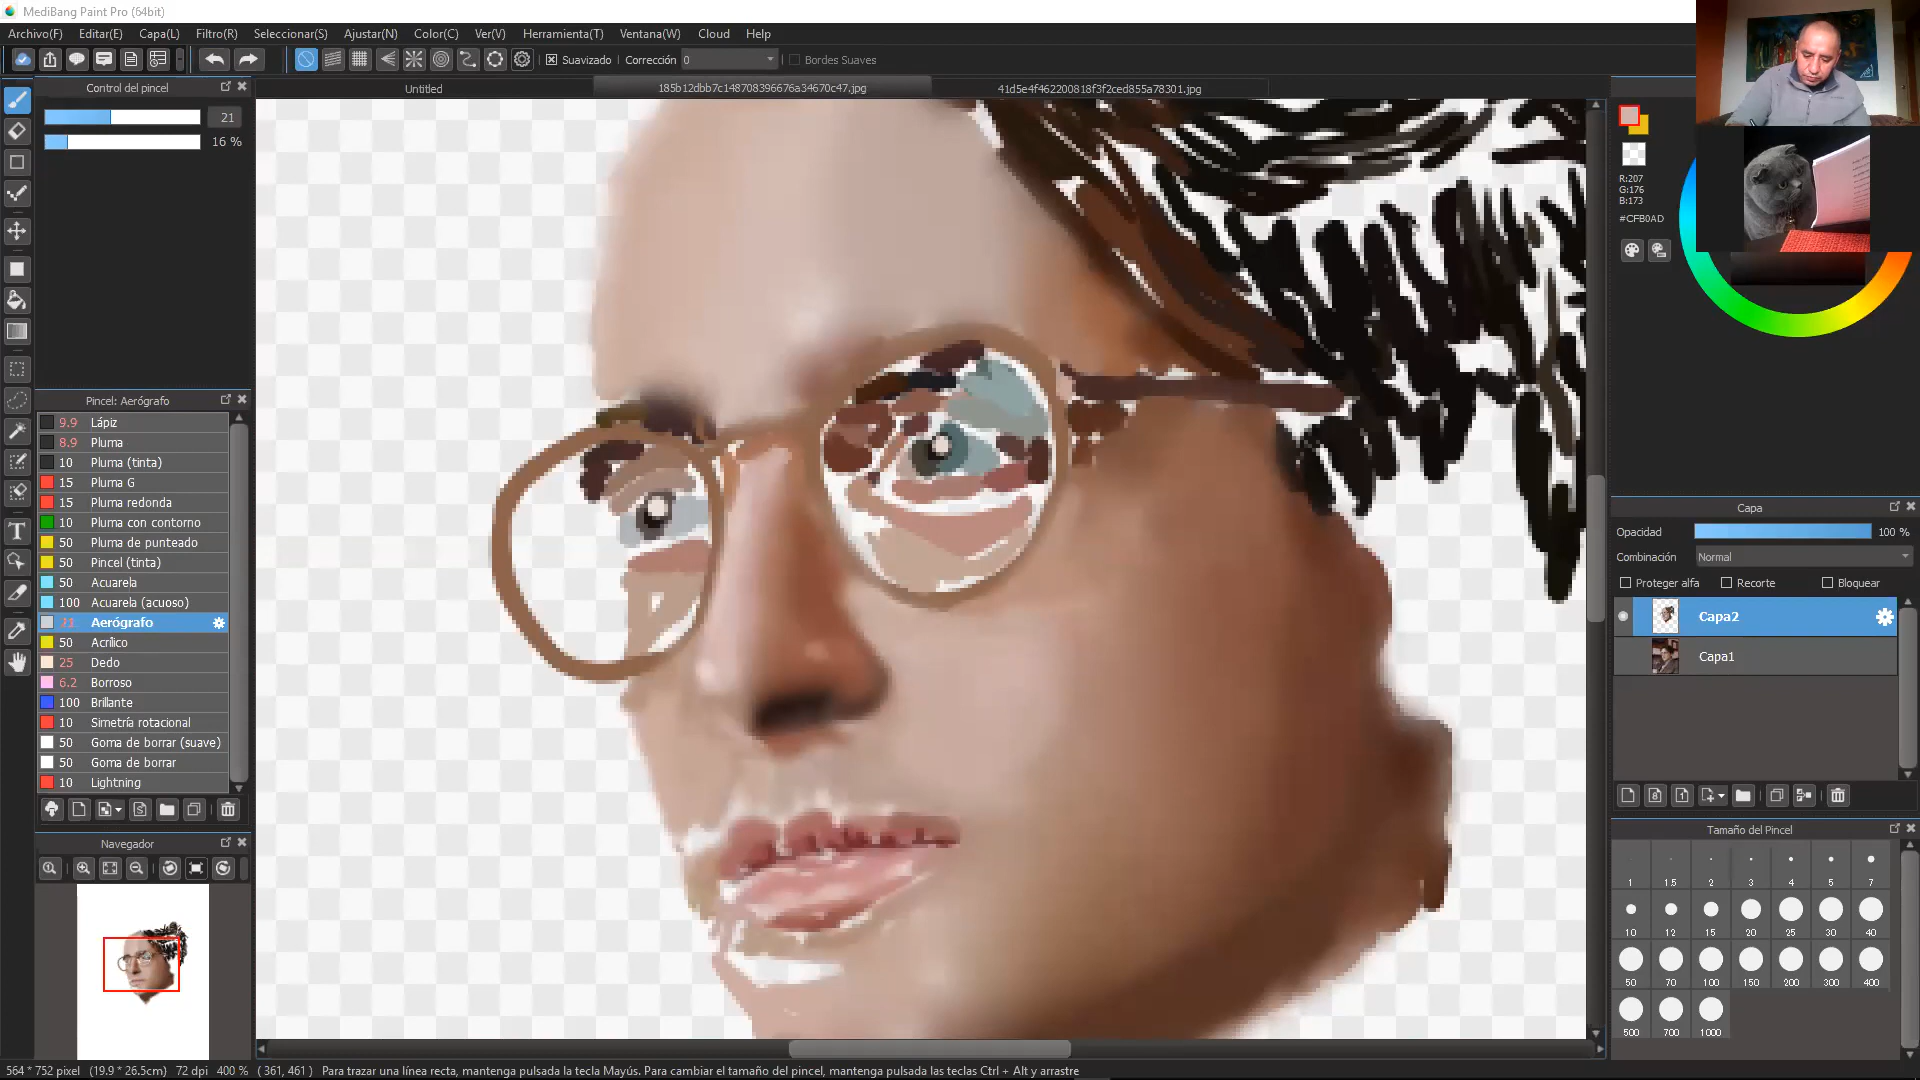 MediBang Paint Pro (64bit)
Archivo(F) Editar(E) Capa(L) Filtro(R) Seleccionar(S) Ajustar(N) Color(C) Ver(V) Herramienta(T) Ventana(W) Cloud Help
Suavizado Corrección 0 Bordes Suaves
Control del pincel
Untitled 185b12dbb7c148708396676a34670c47.jpg 41d5e4f462200818f3f2ced855a78301.jpg
21
16 %
R:207
G:176
B:173
#CFB0AD
Pincel: Aerógrafo
9.9 Lápiz
8.9 Pluma
10 Pluma (tinta)
15 Pluma G
15 Pluma redonda
10 Pluma con contorno
50 Pluma de punteado
50 Pincel (tinta)
50 Acuarela
100 Acuarela (acuoso)
Aerógrafo
50 Acrílico
25 Dedo
6.2 Borroso
100 Brillante
10 Simetría rotacional
50 Goma de borrar (suave)
50 Goma de borrar
10 Lightning
Navegador
Capa
Opacidad 100 %
Combinación Normal
Proteger alfa Recorte Bloquear
Capa2
Capa1
Tamaño del Pincel
1 1.5 2 3 4 5 7
10 12 15 20 25 30 40
50 70 100 150 200 300 400
500 700 1000
564 * 752 pixel (19.9 * 26.5cm) 72 dpi 400 % ( 361, 461 ) Para trazar una línea recta, mantenga pulsada la tecla Mayús. Para cambiar el tamaño del pincel, mantenga pulsadas las teclas Ctrl + Alt y arrastre